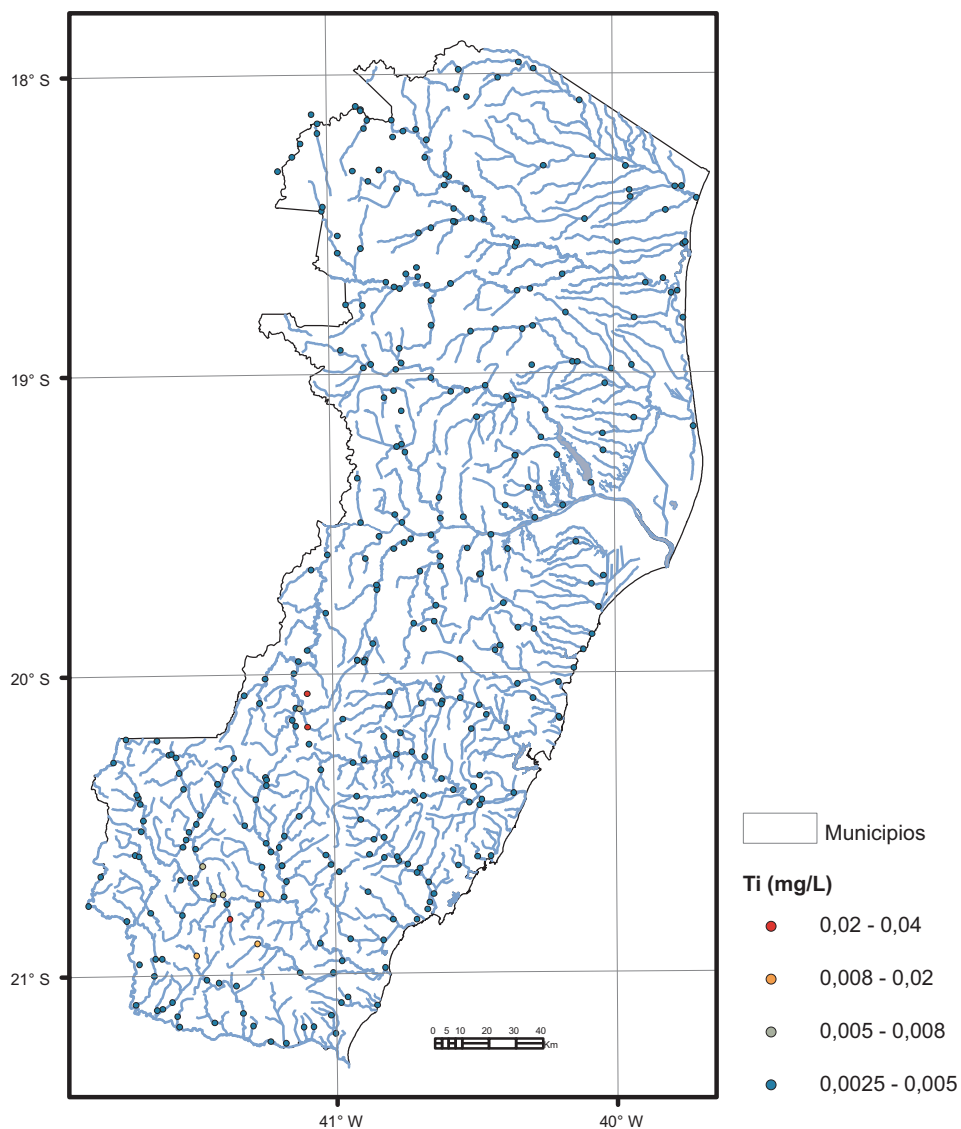 18° S
19° S
20° S
21° S
41° W
40° W
0 5 10 20 30 40
Km
Municipios
Ti (mg/L)
0,02 - 0,04
0,008 - 0,02
0,005 - 0,008
0,0025 - 0,005